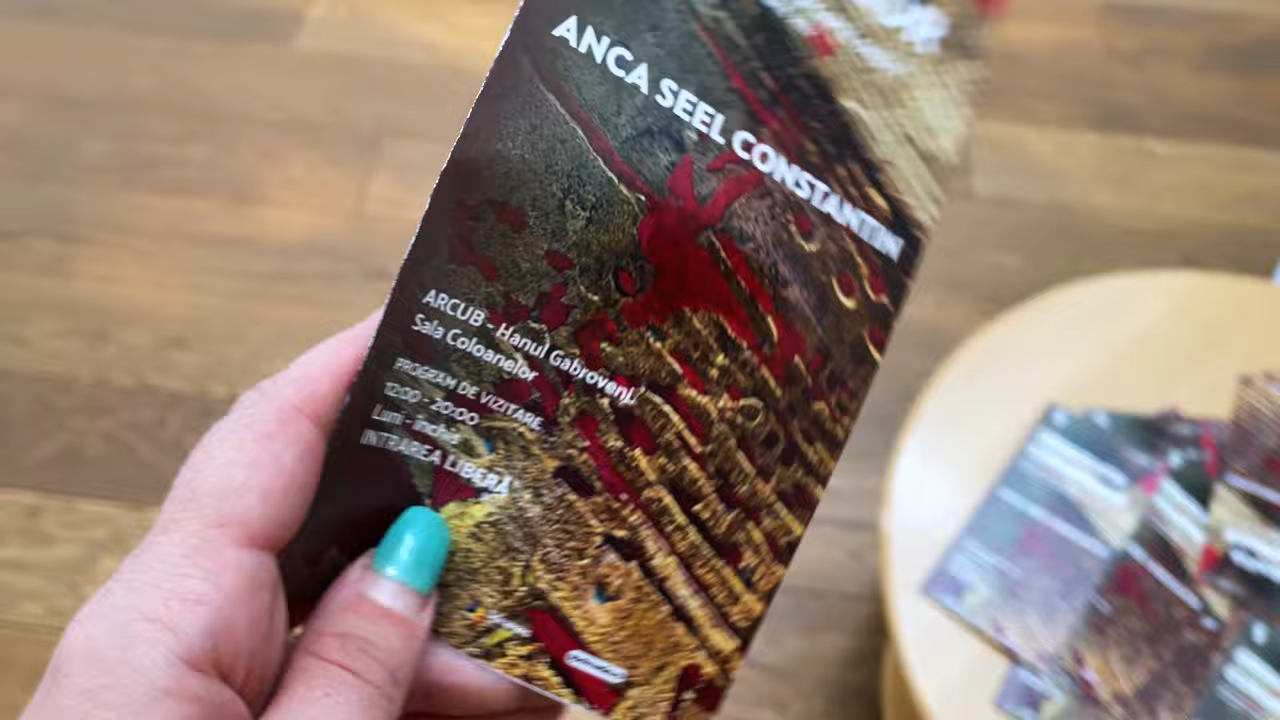 ANCA SEEL CONSTANTIN
ARCUB - Hanul Gabroveni,
Sala Coloanelor
PROGRAM DE VIZITARE
12:00 - 20:00
Luni - închis
INTRAREA LIBERĂ